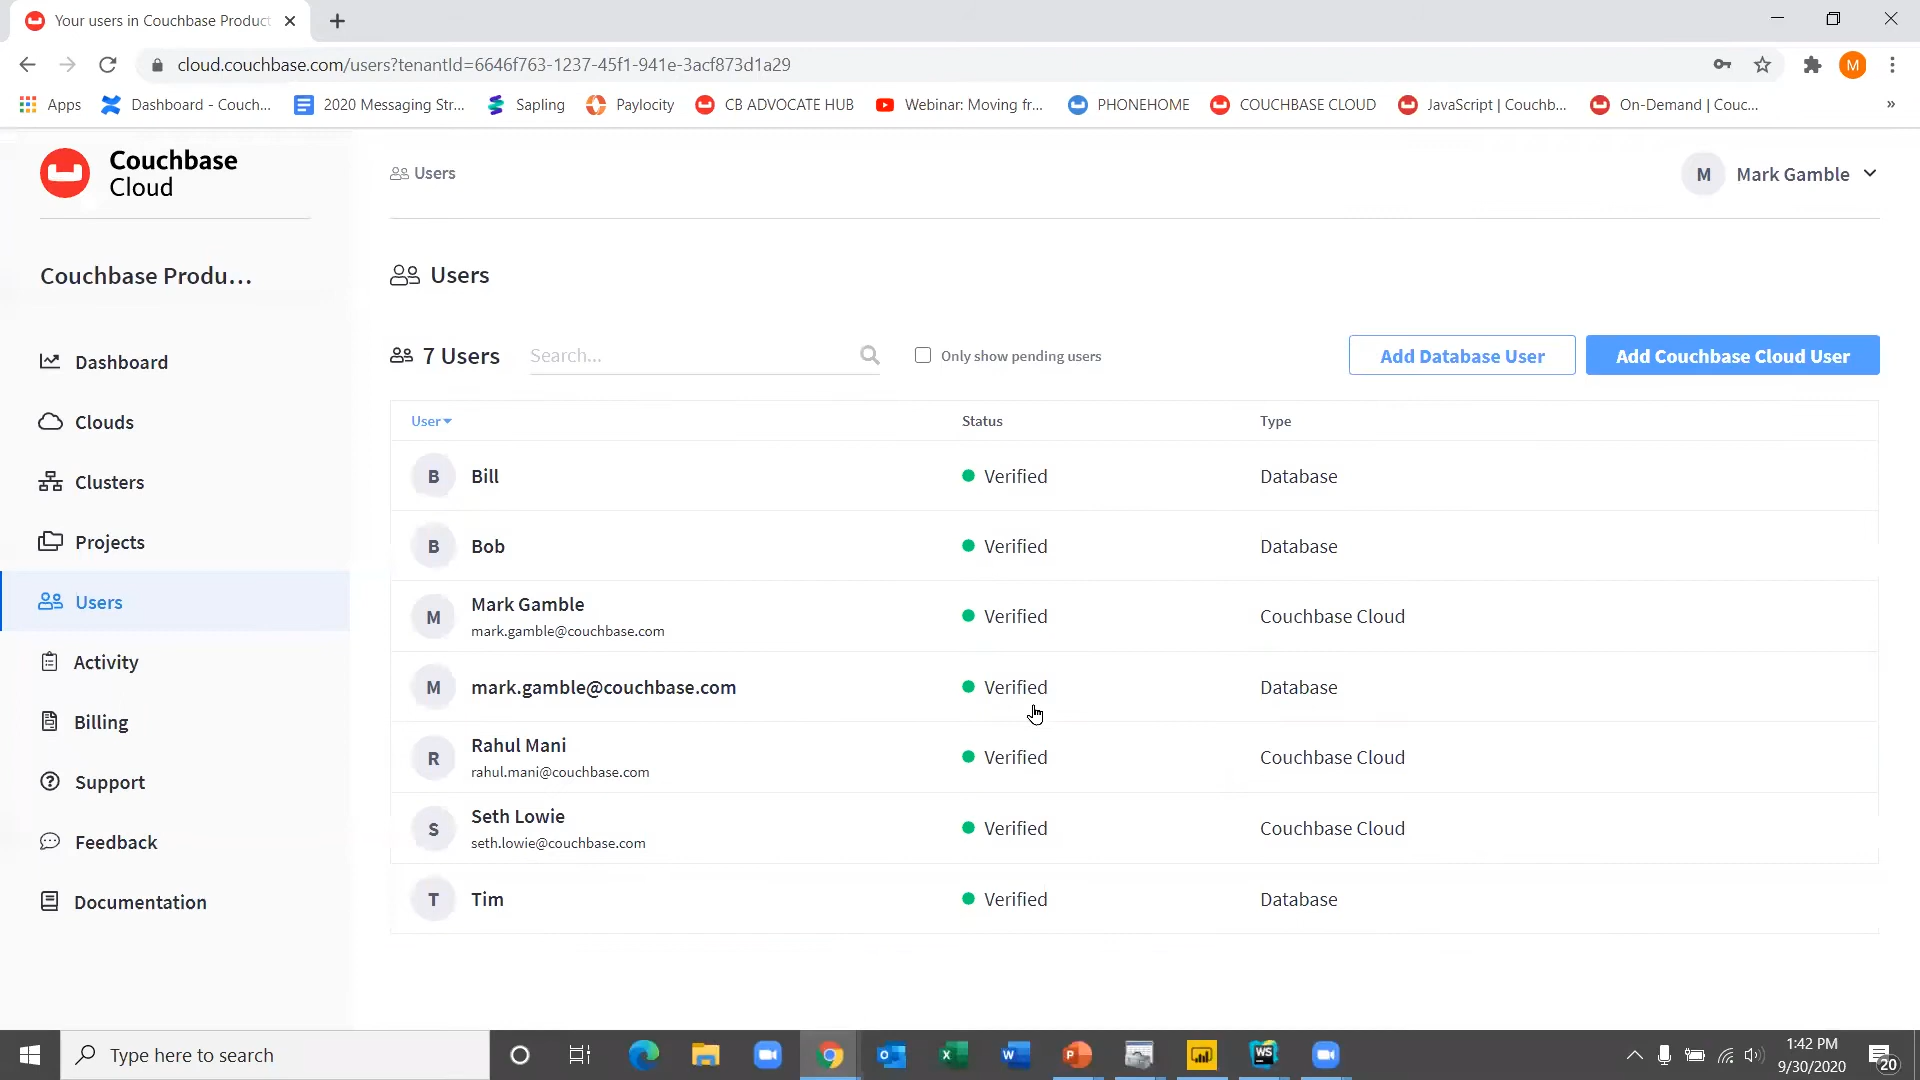 Your users in Couchbase Product
cloud.couchbase.com/users?tenantId=6646f763-1237-45f1-941e-3acf873d1a29
M
Apps
Dashboard - Couch...
2020 Messaging Str...
Sapling
Paylocity
CB ADVOCATE HUB
Webinar: Moving fr...
PHONEHOME
COUCHBASE CLOUD
JavaScript | Couchb...
On-Demand | Couc...
»
Couchbase
Cloud
Users
M Mark Gamble
Couchbase Produ...
Dashboard
Clouds
Clusters
Projects
Users
Activity
Billing
Support
Feedback
Documentation
Users
7 Users
Search...
Only show pending users
Add Database User
Add Couchbase Cloud User
User Status Type
B Bill Verified Database
B Bob Verified Database
M Mark Gamble Verified Couchbase Cloud
mark.gamble@couchbase.com
M mark.gamble@couchbase.com Verified Database
R Rahul Mani Verified Couchbase Cloud
rahul.mani@couchbase.com
S Seth Lowie Verified Couchbase Cloud
seth.lowie@couchbase.com
T Tim Verified Database
Type here to search
WS
1:42 PM
9/30/2020
20